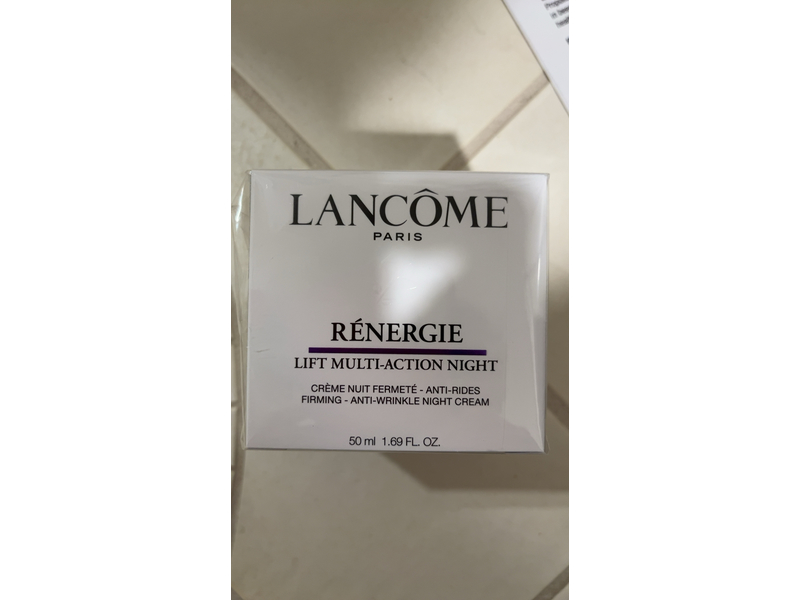 LANCÔME
PARIS
RÉNERGIE
LIFT MULTI-ACTION NIGHT
CRÈME NUIT FERMETÉ - ANTI-RIDES
FIRMING - ANTI-WRINKLE NIGHT CREAM
50 ml 1.69 FL. OZ.